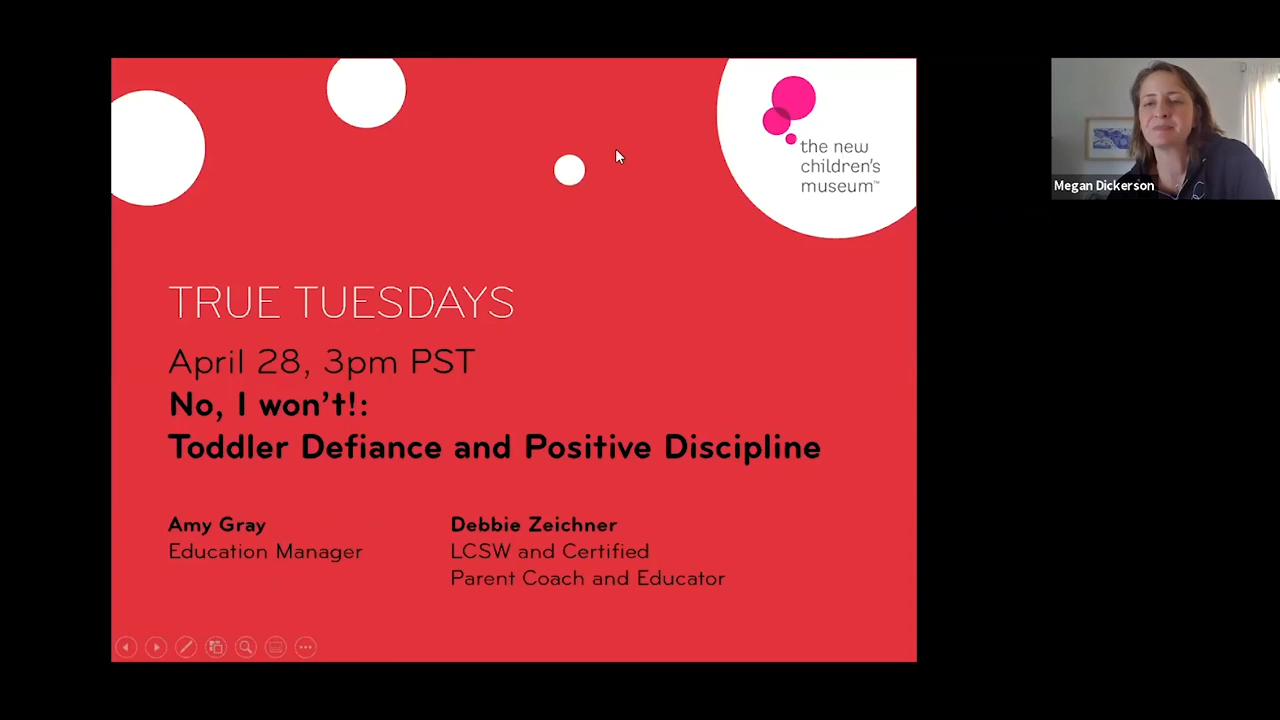 the new
children's
museum™
Megan Dickerson
TRUE TUESDAYS
April 28, 3pm PST
No, I won't!:
Toddler Defiance and Positive Discipline
Amy Gray
Education Manager
Debbie Zeichner
LCSW and Certified
Parent Coach and Educator